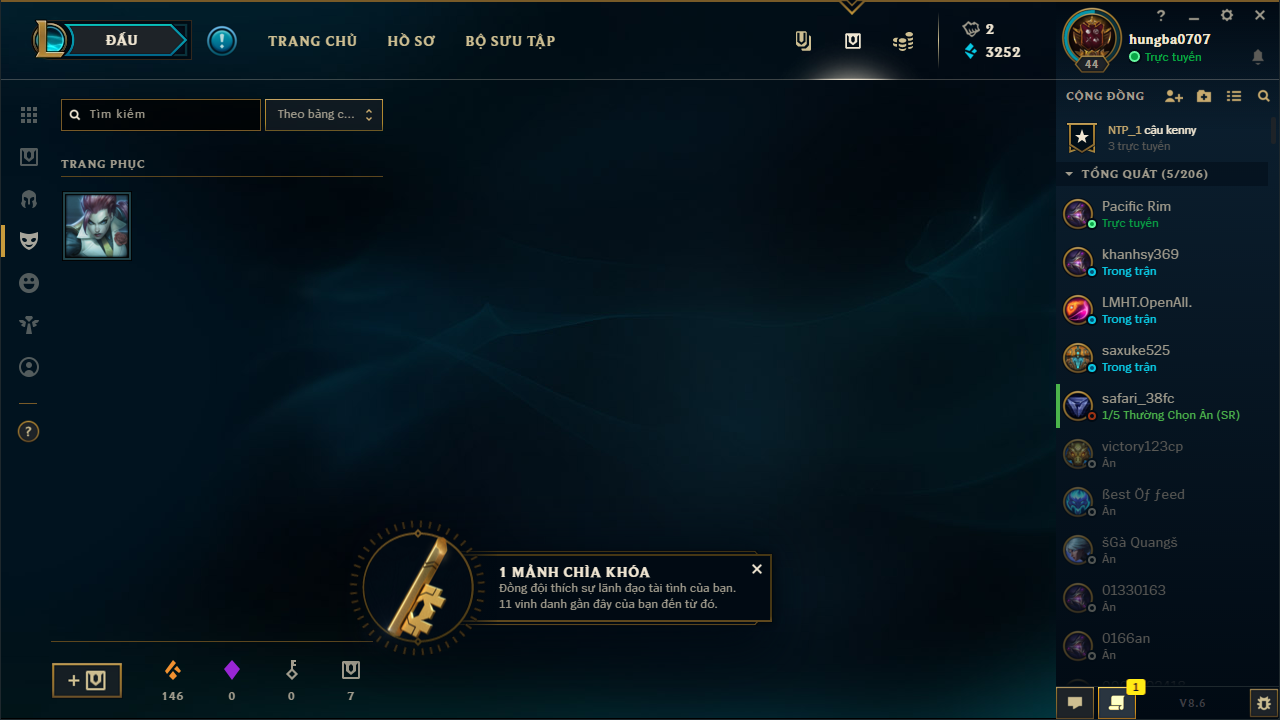 ĐẤU
TRANG CHỦ
HỒ SƠ
BỘ SƯU TẬP
2
3252
44
hungba0707
Trực tuyến
Tìm kiếm
Theo bảng c...
TRANG PHỤC
CỘNG ĐỒNG
NTP_1 cậu kenny
3 trực tuyến
TỔNG QUÁT (5/206)
Pacific Rim
Trực tuyến
khanhsy369
Trong trận
LMHT.OpenAll.
Trong trận
saxuke525
Trong trận
safari_38fc
1/5 Thường Chọn Ẩn (SR)
victory123cp
Ẩn
ßest Öƒ ƒeed
Ẩn
šGà Quangš
Ẩn
01330163
Ẩn
0166an
Ẩn
1 MẢNH CHÌA KHÓA
Đồng đội thích sự lãnh đạo tài tình của bạn.
11 vinh danh gần đây của bạn đến từ đó.
146
0
0
7
1
V8.6